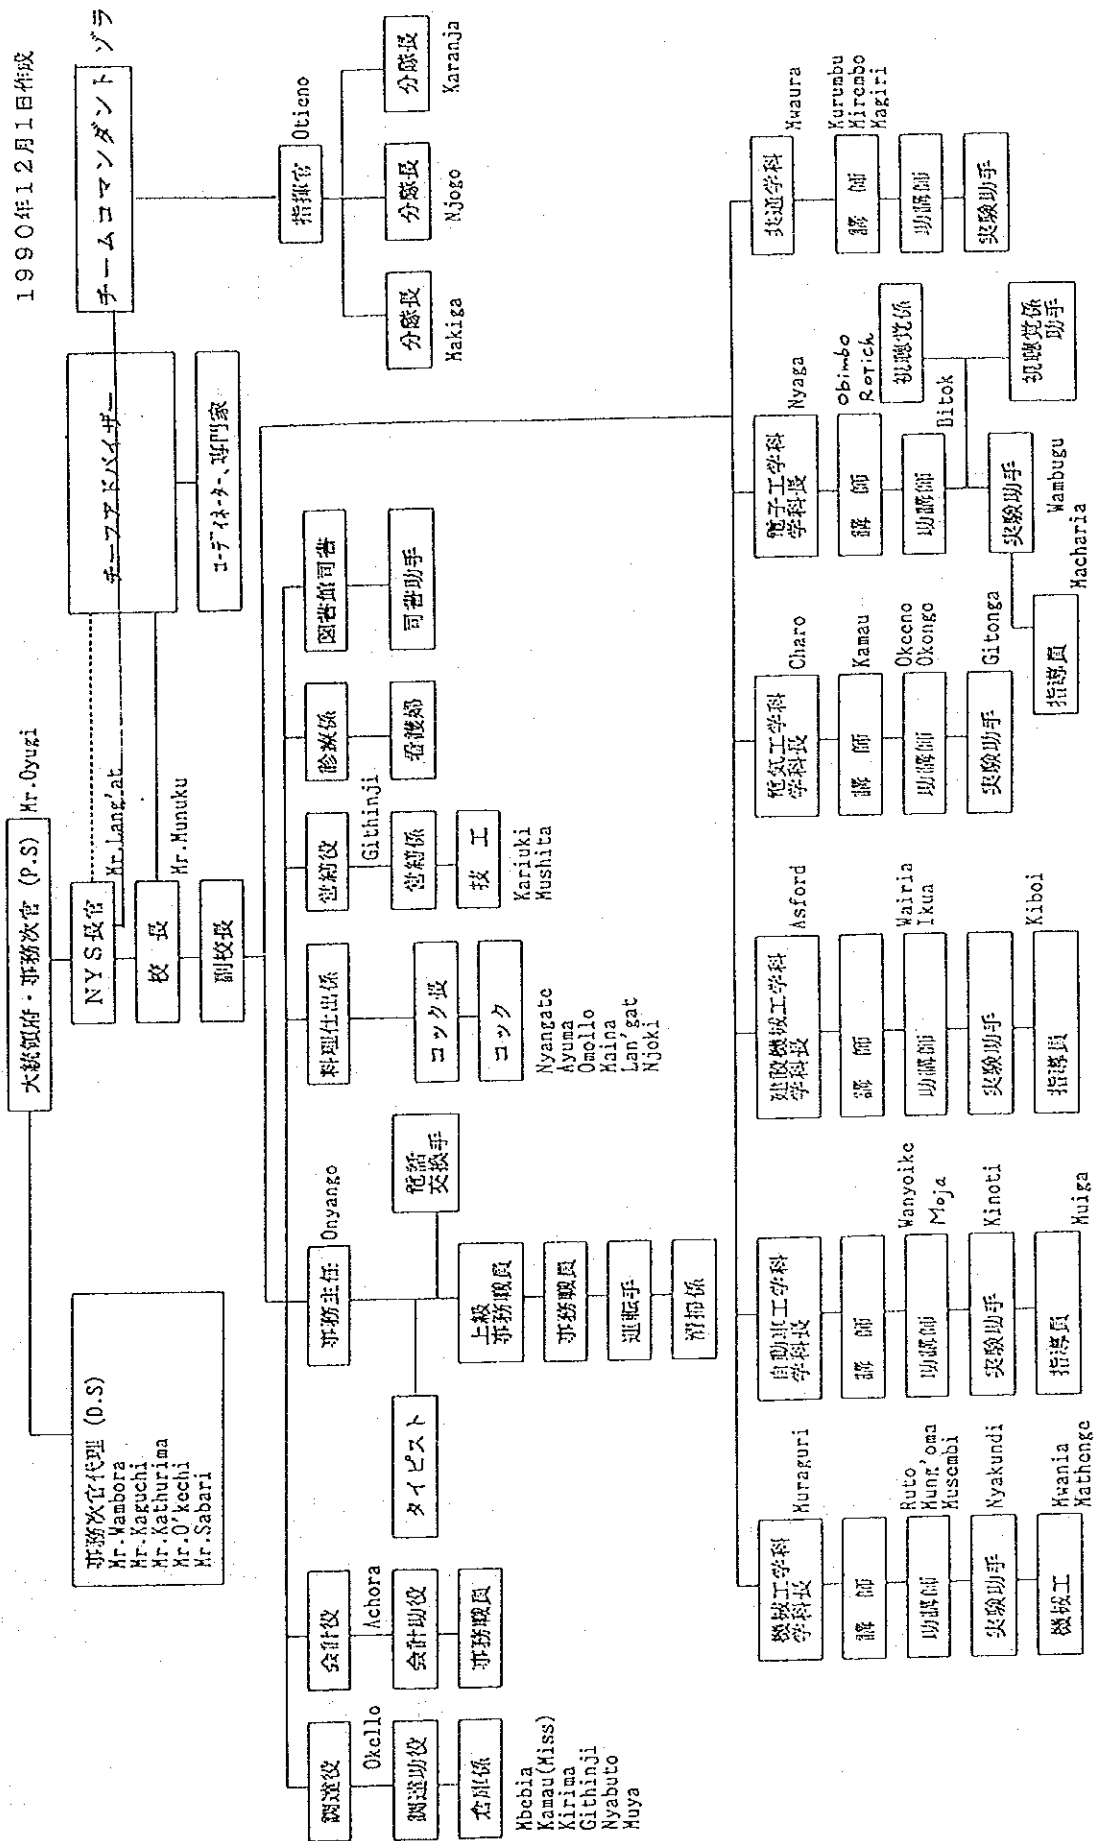 1990年12月1日作成
大統領府・事務次官 (P.S)
Mr.Oyugi
事務次官代理 (D.S)
Mr.Wambora
Mr.Kaguchi
Mr.Kathurima
Mr.O'kechi
Mr.Sabari
NYS長官
Mr.Lang'at
校 長
Mr.Munuku
副校長
チーフアドバイザー
コーディネーター、専門家
チームコマンダント
ゾラ
指揮官
Otieno
分隊長
Makiga
分隊長
Njogo
分隊長
Karanja
調達役
Okello
調達助役
倉庫係
Mbebia
Kamau(Miss)
Kirima
Githinji
Nyabuto
Muya
会計役
Achora
会計助役
事務職員
事務主任
Onyango
タイピスト
電話
交換手
上級
事務職員
事務職員
運転手
清掃係
料理仕出係
コック長
コック
Nyangate
Ayuma
Omollo
Maina
Lan'gat
Njoki
営繕役
Githinji
営繕係
技 工
Kariuki
Mushita
診療係
看護婦
図書館司書
司書助手
機械工学科
学科長
Muraguri
講 師
助講師
Ruto
Mung'oma
Musembi
実験助手
Nyakundi
機械工
Mwania
Mathenge
自動車工学科
学科長
講 師
助講師
Wanyoike
Moja
実験助手
Kinoti
指導員
Muiga
建設機械工学科
学科長
Asford
講 師
助講師
Wairia
Ikua
実験助手
指導員
Kiboi
電気工学科
学科長
Charo
講 師
Kamau
助講師
Okeeno
Okongo
実験助手
Gitonga
電子工学科
学科長
Nyaga
講 師
Obimbo
Rotich
助講師
Bitok
視聴覚係
視聴覚係
助手
実験助手
Wambugu
指導員
Macharia
共通学科
Mwaura
講 師
Kurumbu
Mirembo
Magiri
助講師
実験助手